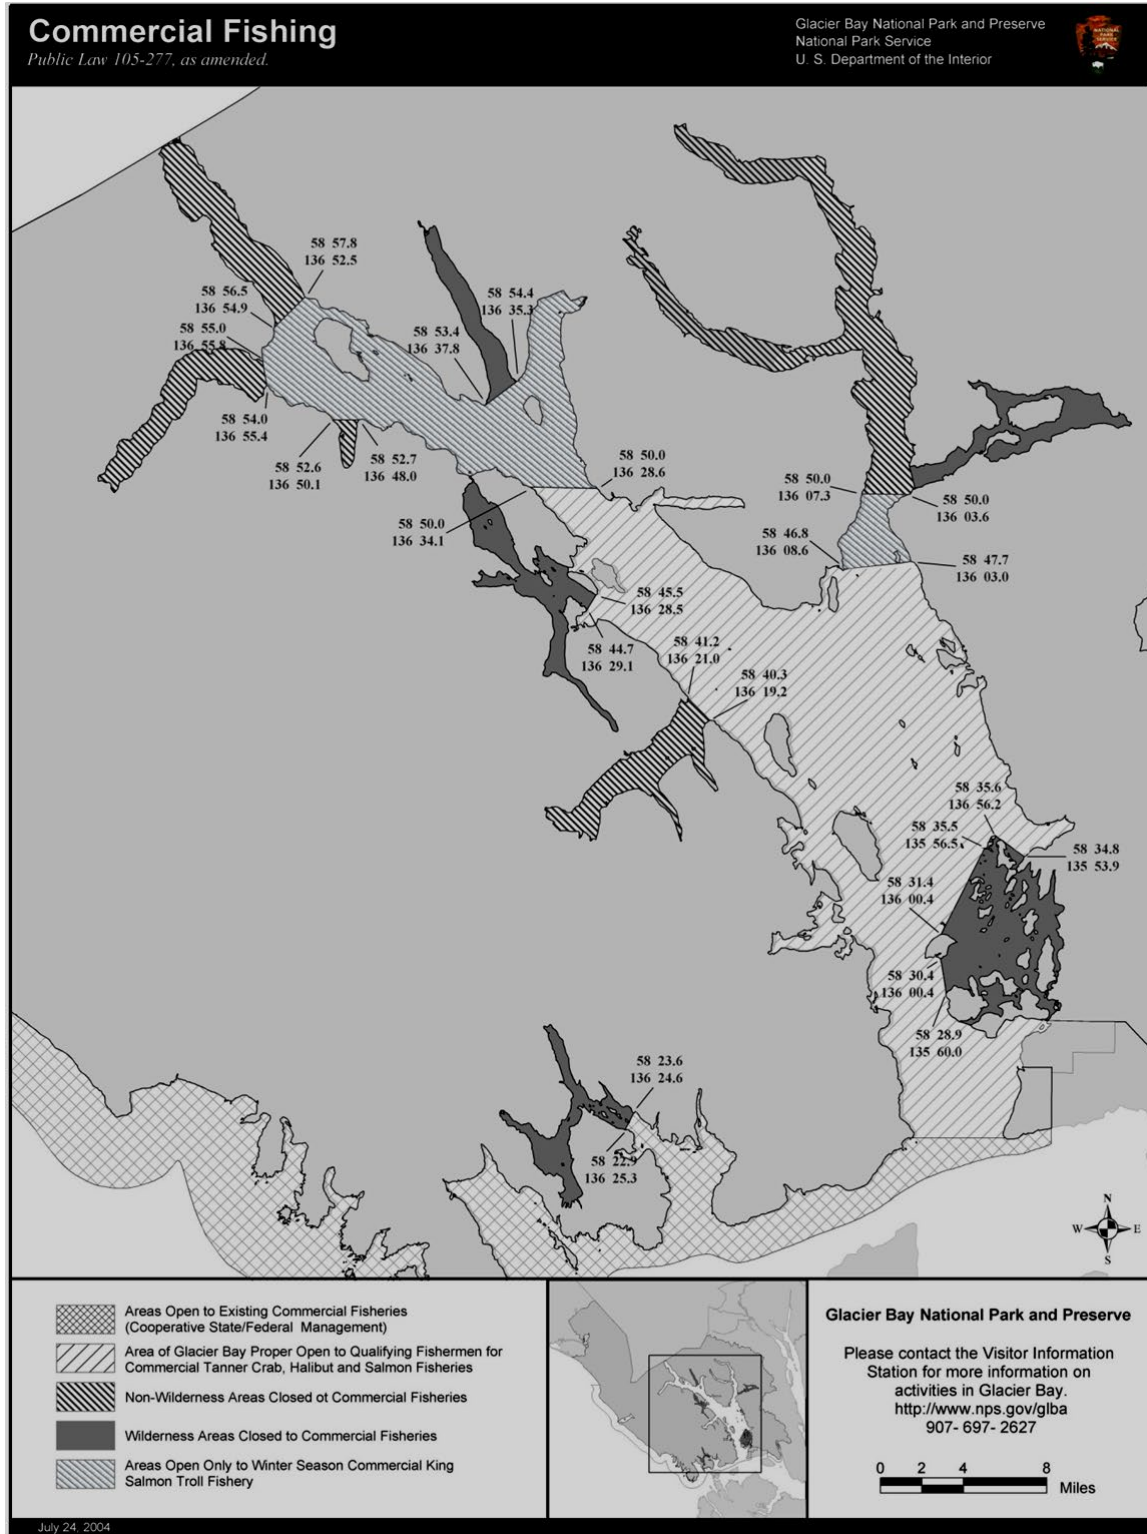 Commercial Fishing
Public Law 105-277, as amended.
Glacier Bay National Park and Preserve
National Park Service
U. S. Department of the Interior
NATIONAL
PARK
SERVICE
58 57.8
136 52.5
58 56.5
136 54.9
58 55.0
136 55.8
58 54.4
136 35.3
58 53.4
136 37.8
58 54.0
136 55.4
58 52.6
136 50.1
58 52.7
136 48.0
58 50.0
136 28.6
58 50.0
136 34.1
58 50.0
136 07.3
58 50.0
136 03.6
58 46.8
136 08.6
58 47.7
136 03.0
58 45.5
136 28.5
58 44.7
136 29.1
58 41.2
136 21.0
58 40.3
136 19.2
58 35.6
136 56.2
58 35.5
135 56.5
58 34.8
135 53.9
58 31.4
136 00.4
58 30.4
136 00.4
58 28.9
135 60.0
58 23.6
136 24.6
58 22.9
136 25.3
N
W E
S
Areas Open to Existing Commercial Fisheries
(Cooperative State/Federal Management)
Area of Glacier Bay Proper Open to Qualifying Fishermen for
Commercial Tanner Crab, Halibut and Salmon Fisheries
Non-Wilderness Areas Closed ot Commercial Fisheries
Wilderness Areas Closed to Commercial Fisheries
Areas Open Only to Winter Season Commercial King
Salmon Troll Fishery
Glacier Bay National Park and Preserve
Please contact the Visitor Information
Station for more information on
activities in Glacier Bay.
http://www.nps.gov/glba
907- 697- 2627
0 2 4 8
Miles
July 24, 2004